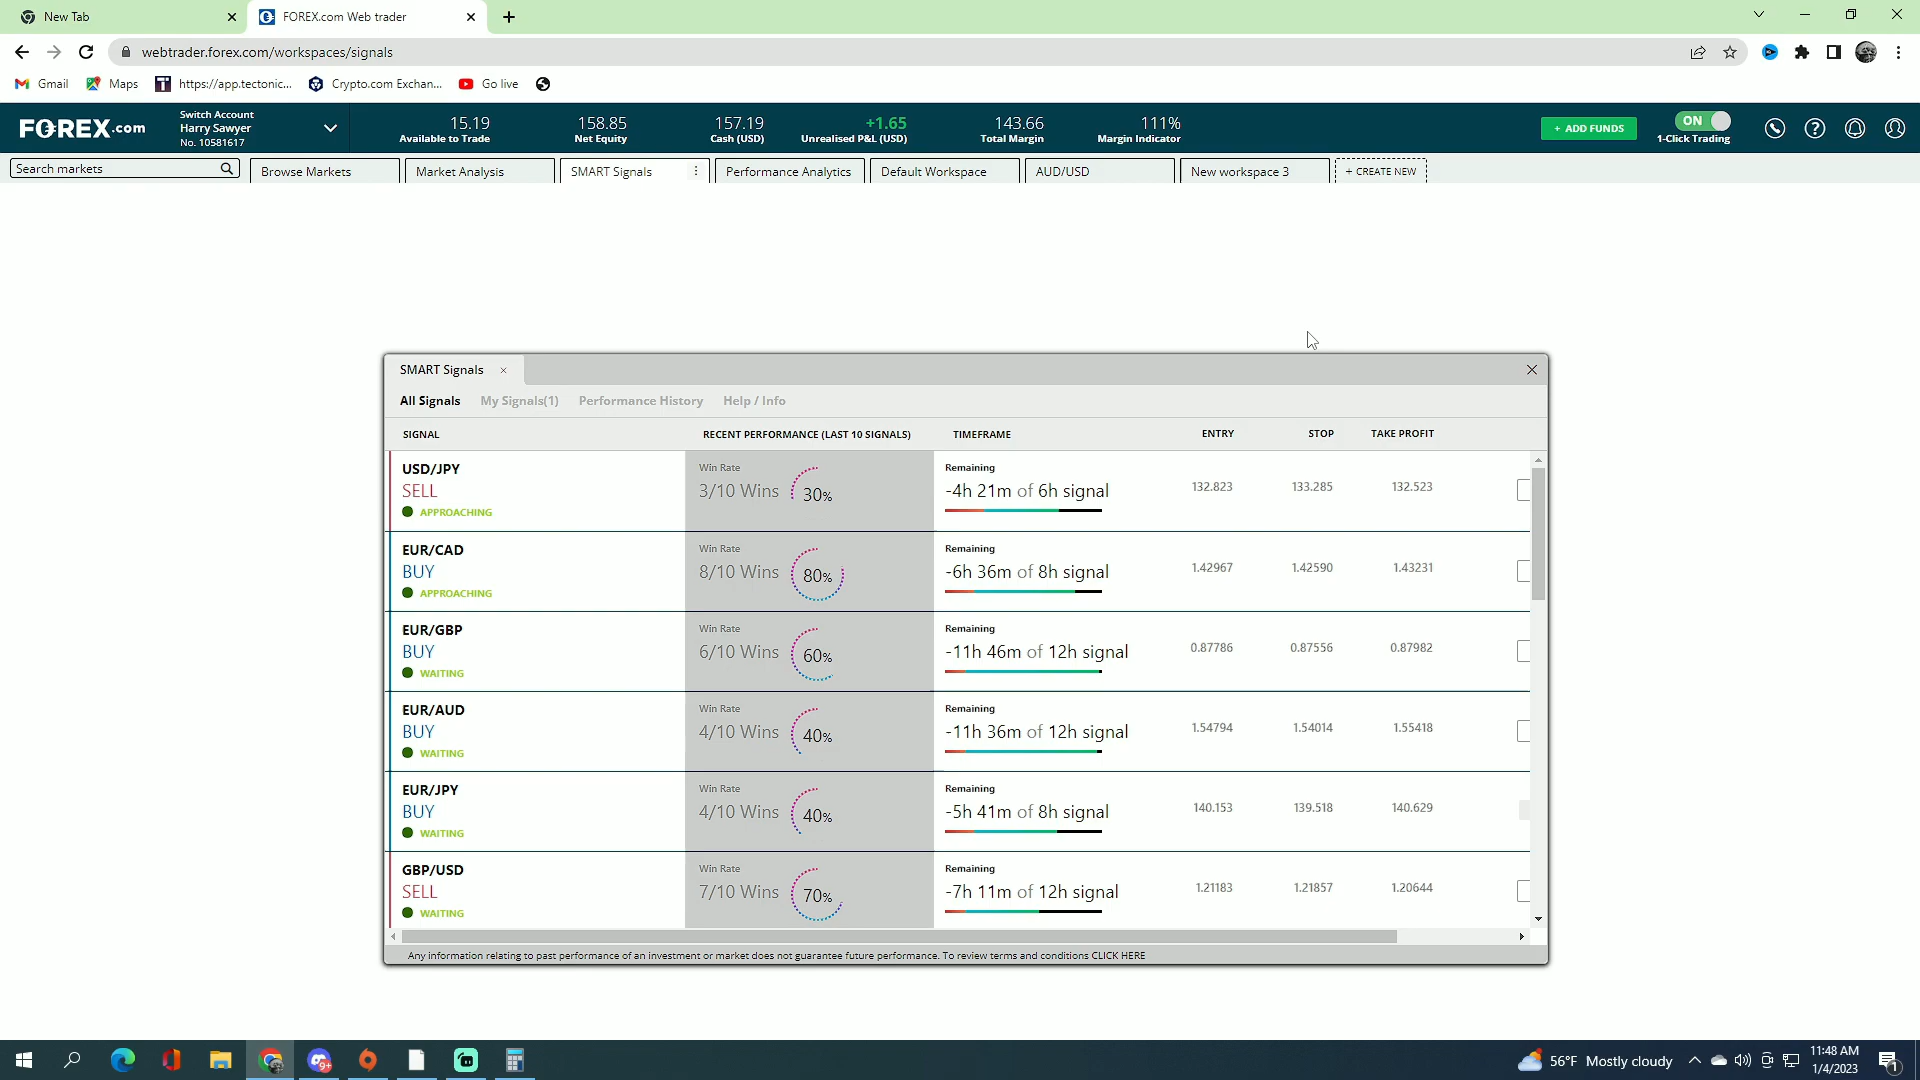 New Tab
FOREX.com Web trader
webtrader.forex.com/workspaces/signals
Gmail
Maps
https://app.tectonic...
Crypto.com Exchan...
Go live
FOREX.com
Switch Account
Harry Sawyer
No. 10581617
15.19
Available to Trade
158.85
Net Equity
157.19
Cash (USD)
+1.65
Unrealised P&L (USD)
143.66
Total Margin
111%
Margin Indicator
+ ADD FUNDS
ON
1-Click Trading
Search markets
Browse Markets
Market Analysis
SMART Signals
Performance Analytics
Default Workspace
AUD/USD
New workspace 3
+ CREATE NEW
SMART Signals
All Signals
My Signals(1)
Performance History
Help / Info
SIGNAL
RECENT PERFORMANCE (LAST 10 SIGNALS)
TIMEFRAME
ENTRY
STOP
TAKE PROFIT
USD/JPY
SELL
APPROACHING
Win Rate
3/10 Wins
30%
Remaining
-4h 21m of 6h signal
132.823
133.285
132.523
EUR/CAD
BUY
APPROACHING
Win Rate
8/10 Wins
80%
Remaining
-6h 36m of 8h signal
1.42967
1.42590
1.43231
EUR/GBP
BUY
WAITING
Win Rate
6/10 Wins
60%
Remaining
-11h 46m of 12h signal
0.87786
0.87556
0.87982
EUR/AUD
BUY
WAITING
Win Rate
4/10 Wins
40%
Remaining
-11h 36m of 12h signal
1.54794
1.54014
1.55418
EUR/JPY
BUY
WAITING
Win Rate
4/10 Wins
40%
Remaining
-5h 41m of 8h signal
140.153
139.518
140.629
GBP/USD
SELL
WAITING
Win Rate
7/10 Wins
70%
Remaining
-7h 11m of 12h signal
1.21183
1.21857
1.20644
Any information relating to past performance of an investment or market does not guarantee future performance. To review terms and conditions CLICK HERE
9+
56°F Mostly cloudy
11:48 AM
1/4/2023
1